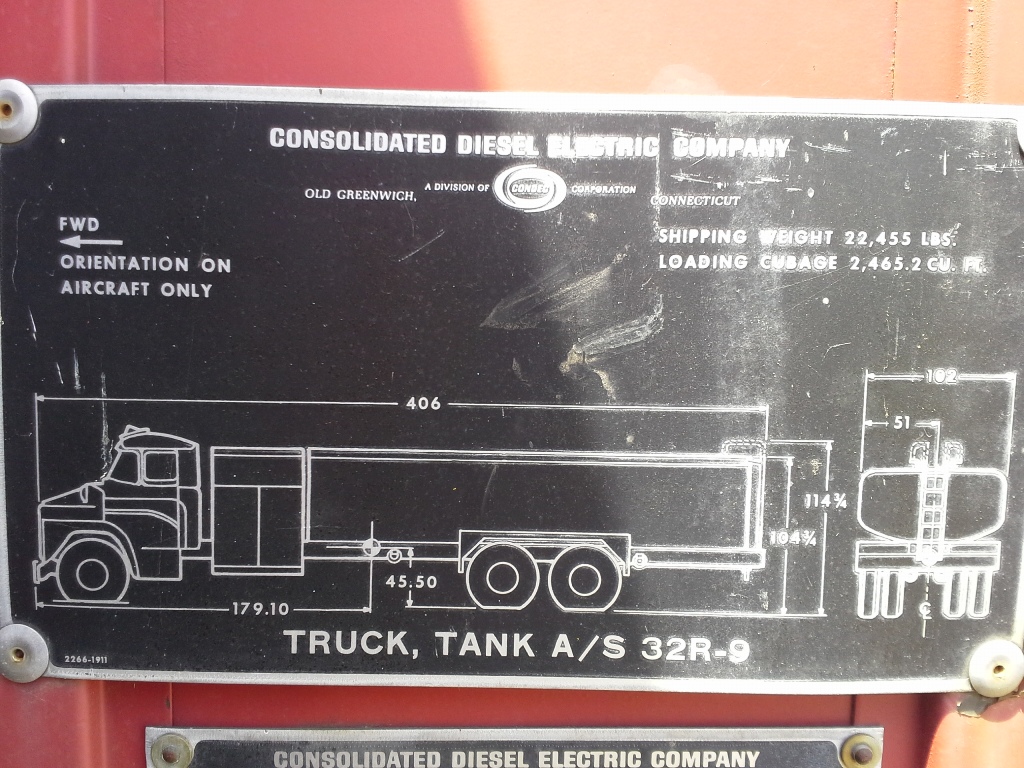 CONSOLIDATED DIESEL ELECTRIC COMPANY
OLD GREENWICH, A DIVISION OF CONDEC CORPORATION CONNECTICUT
FWD
ORIENTATION ON
AIRCRAFT ONLY
SHIPPING WEIGHT 22,455 LBS.
LOADING CUBAGE 2,465.2 CU. FT.
102
406
51
114¾
104¾
45.50
179.10
TRUCK, TANK A/S 32R-9
2266-1911
CONSOLIDATED DIESEL ELECTRIC COMPANY